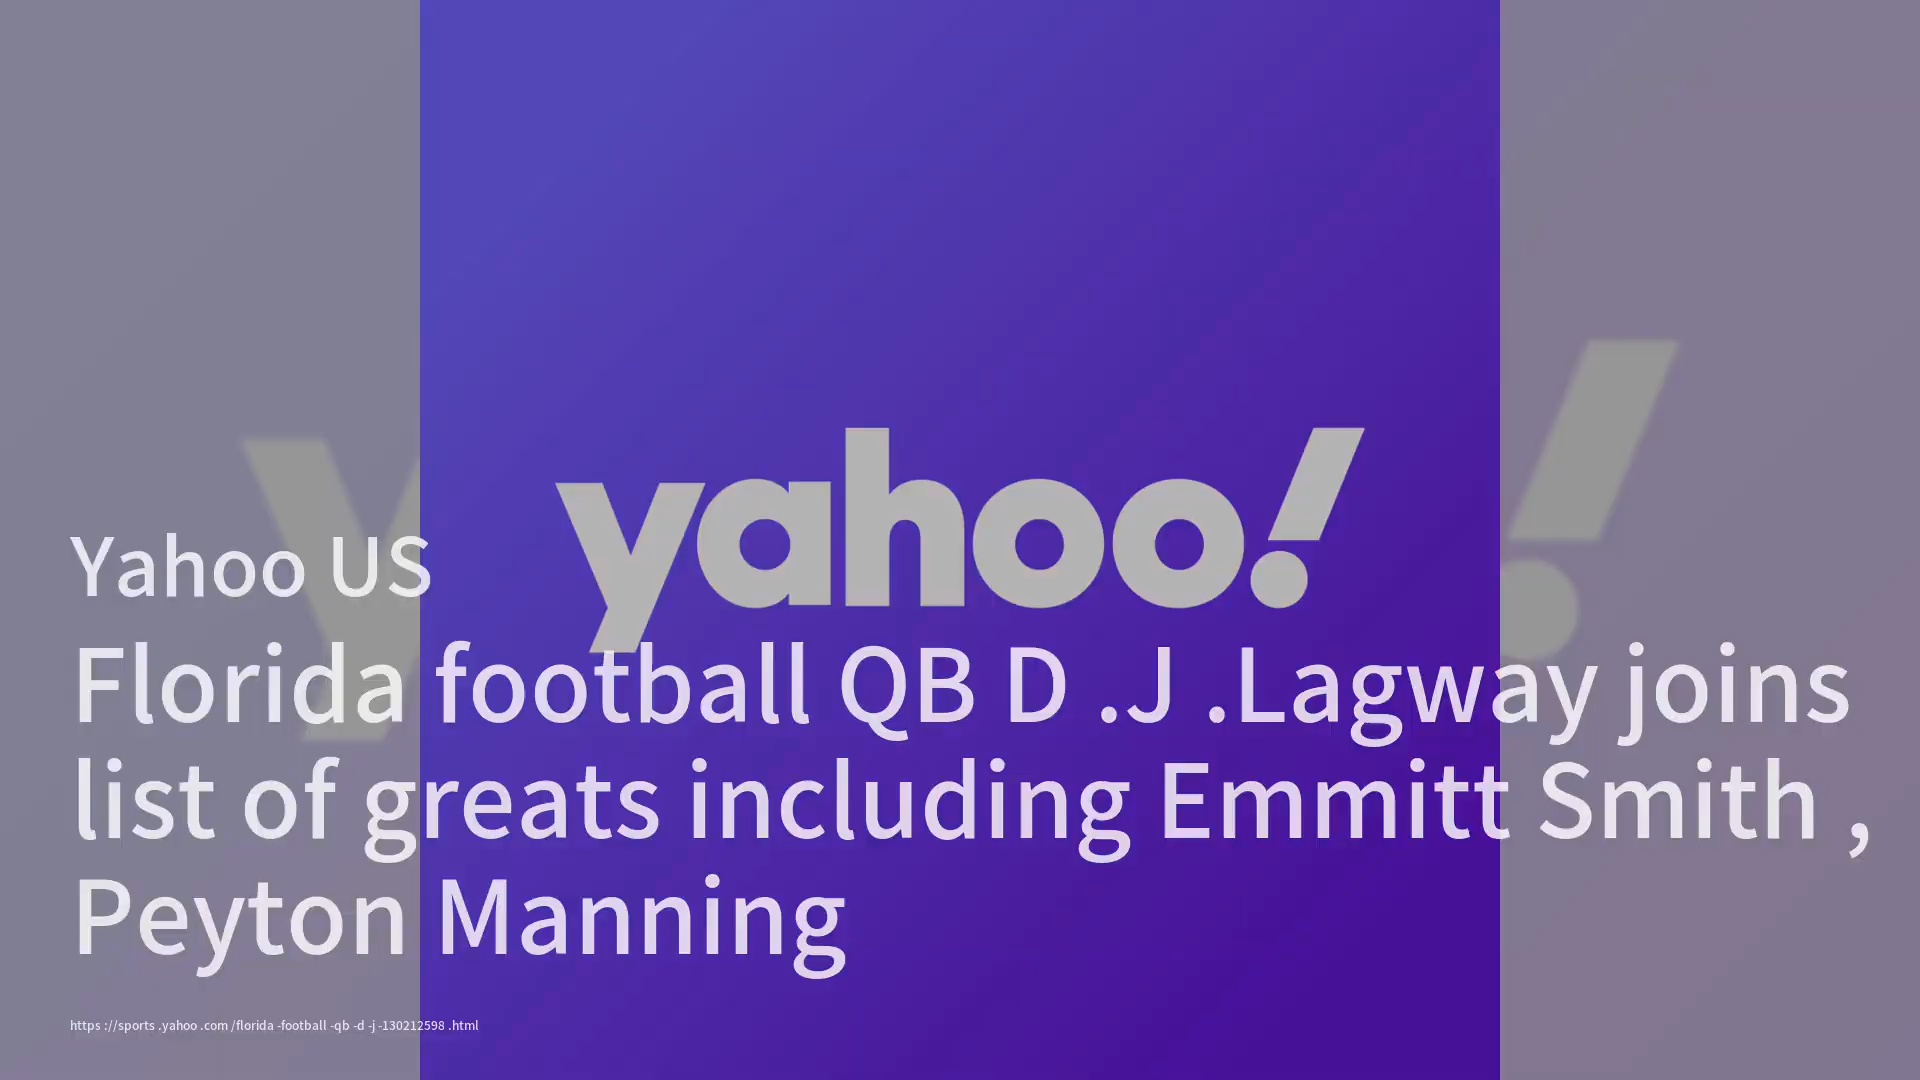 yahoo!
Yahoo US
Florida football QB D .J .Lagway joins
list of greats including Emmitt Smith ,
Peyton Manning
https ://sports .yahoo .com /florida -football -qb -d -j -130212598 .html